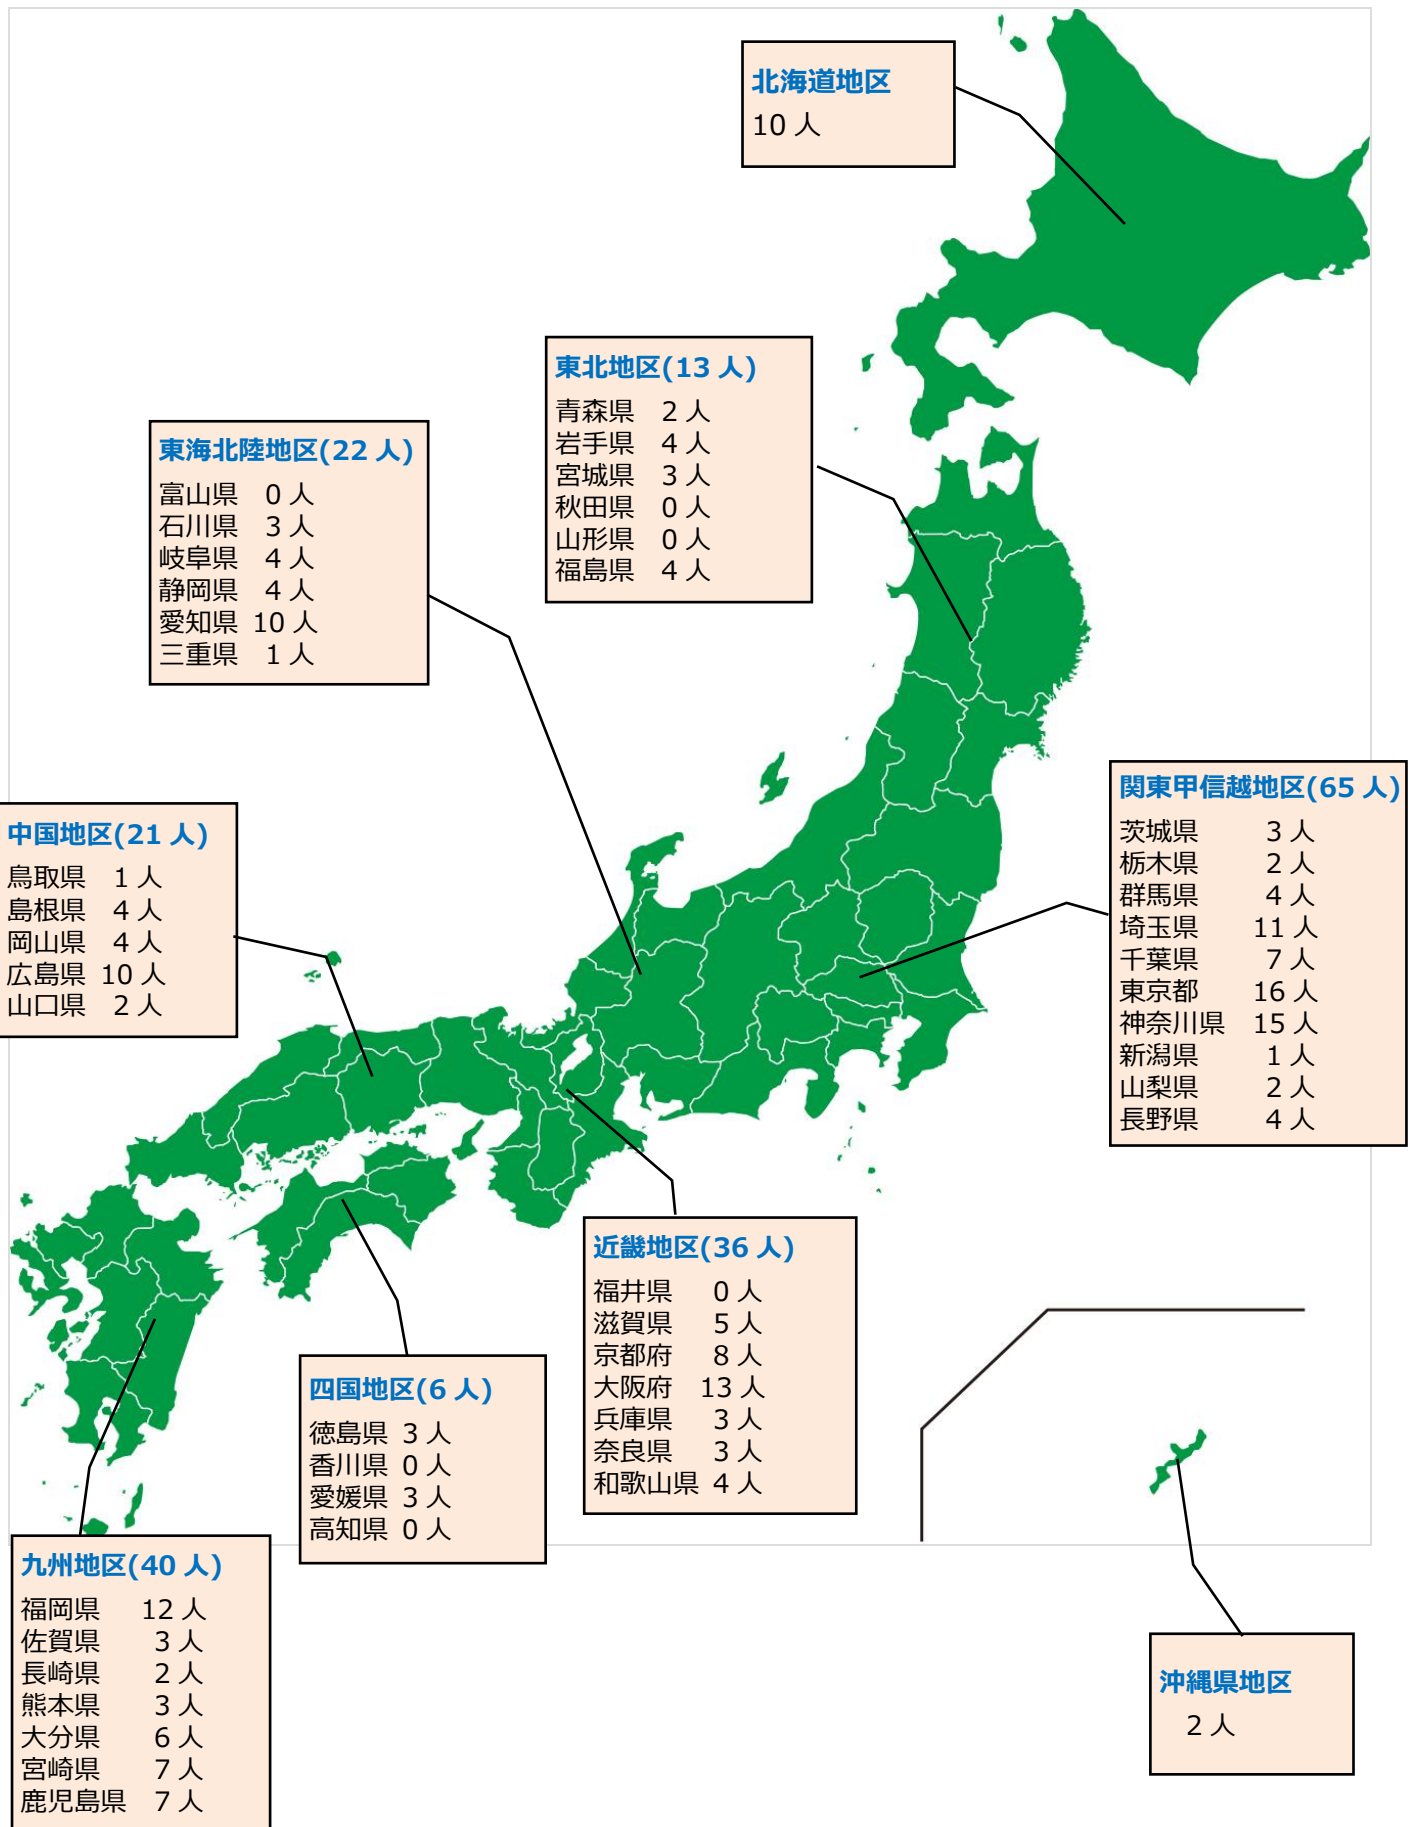 北海道地区
10 人
東北地区(13 人)
青森県 2 人
岩手県 4 人
宮城県 3 人
秋田県 0 人
山形県 0 人
福島県 4 人
東海北陸地区(22 人)
富山県 0 人
石川県 3 人
岐阜県 4 人
静岡県 4 人
愛知県 10 人
三重県 1 人
関東甲信越地区(65 人)
茨城県 3 人
栃木県 2 人
群馬県 4 人
埼玉県 11 人
千葉県 7 人
東京都 16 人
神奈川県 15 人
新潟県 1 人
山梨県 2 人
長野県 4 人
中国地区(21 人)
鳥取県 1 人
島根県 4 人
岡山県 4 人
広島県 10 人
山口県 2 人
近畿地区(36 人)
福井県 0 人
滋賀県 5 人
京都府 8 人
大阪府 13 人
兵庫県 3 人
奈良県 3 人
和歌山県 4 人
四国地区(6 人)
徳島県 3 人
香川県 0 人
愛媛県 3 人
高知県 0 人
九州地区(40 人)
福岡県 12 人
佐賀県 3 人
長崎県 2 人
熊本県 3 人
大分県 6 人
宮崎県 7 人
鹿児島県 7 人
沖縄県地区
2 人